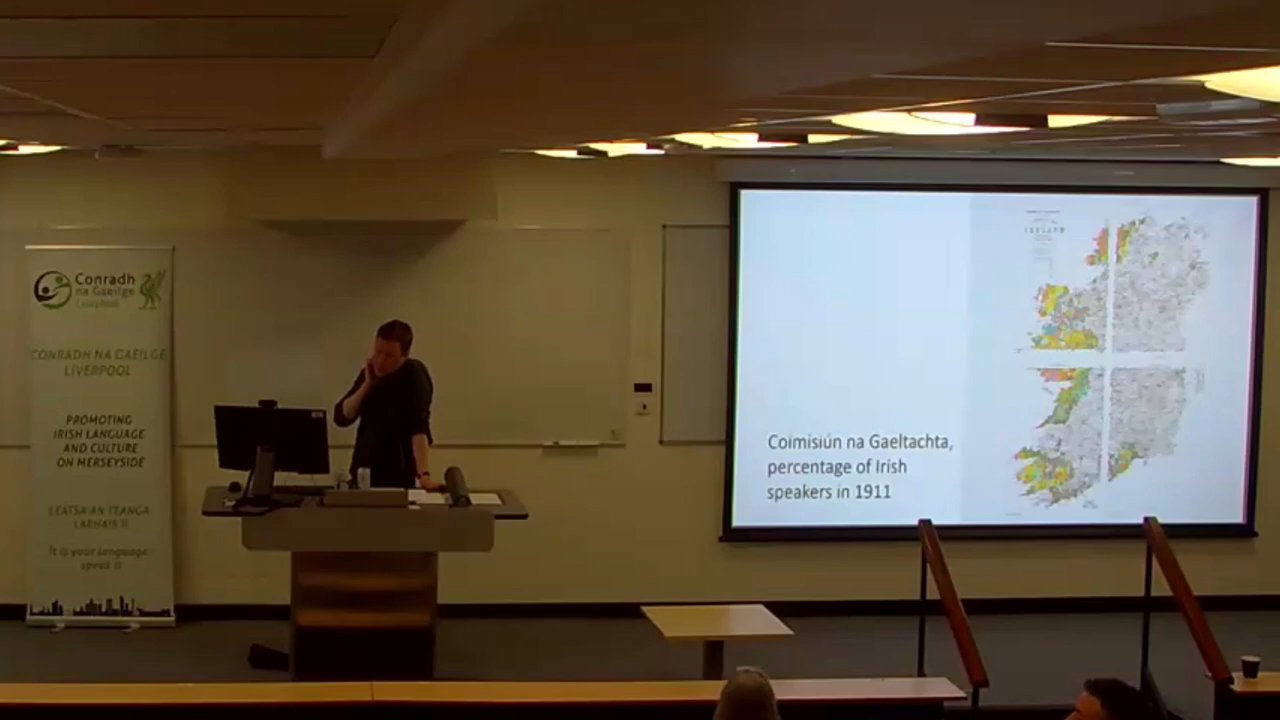 Conradh
na Gaeilge
Liverpool
CONRADH NA GAEILGE
LIVERPOOL
PROMOTING
IRISH LANGUAGE
AND CULTURE
ON MERSEYSIDE
LEATSA AN TEANGA
LABHAIR Í!
It is your language
speak it
IRELAND
Coimisiún na Gaeltachta,
percentage of Irish
speakers in 1911